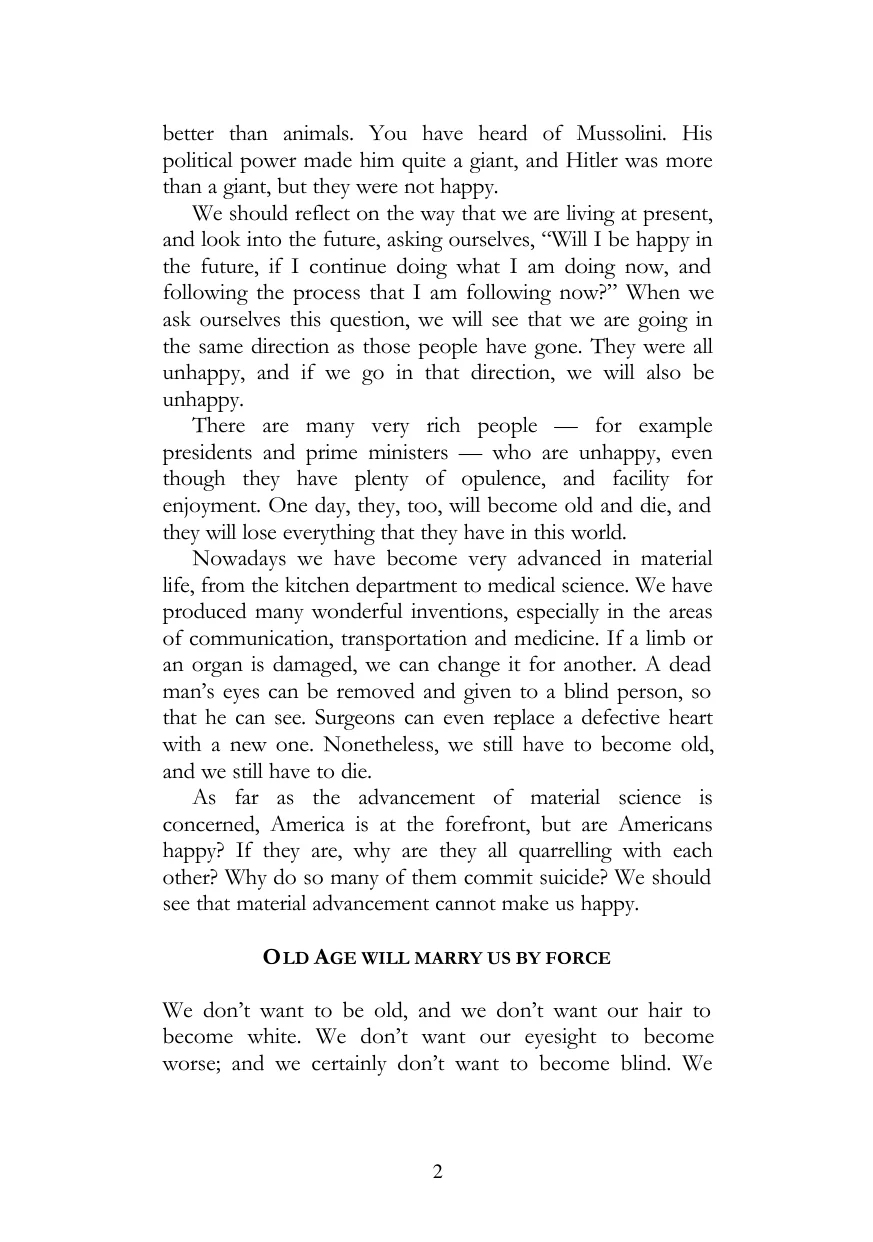 better than animals. You have heard of Mussolini. His
political power made him quite a giant, and Hitler was more
than a giant, but they were not happy.
We should reflect on the way that we are living at present,
and look into the future, asking ourselves, “Will I be happy in
the future, if I continue doing what I am doing now, and
following the process that I am following now?” When we
ask ourselves this question, we will see that we are going in
the same direction as those people have gone. They were all
unhappy, and if we go in that direction, we will also be
unhappy.
There are many very rich people — for example
presidents and prime ministers — who are unhappy, even
though they have plenty of opulence, and facility for
enjoyment. One day, they, too, will become old and die, and
they will lose everything that they have in this world.
Nowadays we have become very advanced in material
life, from the kitchen department to medical science. We have
produced many wonderful inventions, especially in the areas
of communication, transportation and medicine. If a limb or
an organ is damaged, we can change it for another. A dead
man’s eyes can be removed and given to a blind person, so
that he can see. Surgeons can even replace a defective heart
with a new one. Nonetheless, we still have to become old,
and we still have to die.
As far as the advancement of material science is
concerned, America is at the forefront, but are Americans
happy? If they are, why are they all quarrelling with each
other? Why do so many of them commit suicide? We should
see that material advancement cannot make us happy.
OLD AGE WILL MARRY US BY FORCE
We don’t want to be old, and we don’t want our hair to
become white. We don’t want our eyesight to become
worse; and we certainly don’t want to become blind. We
2